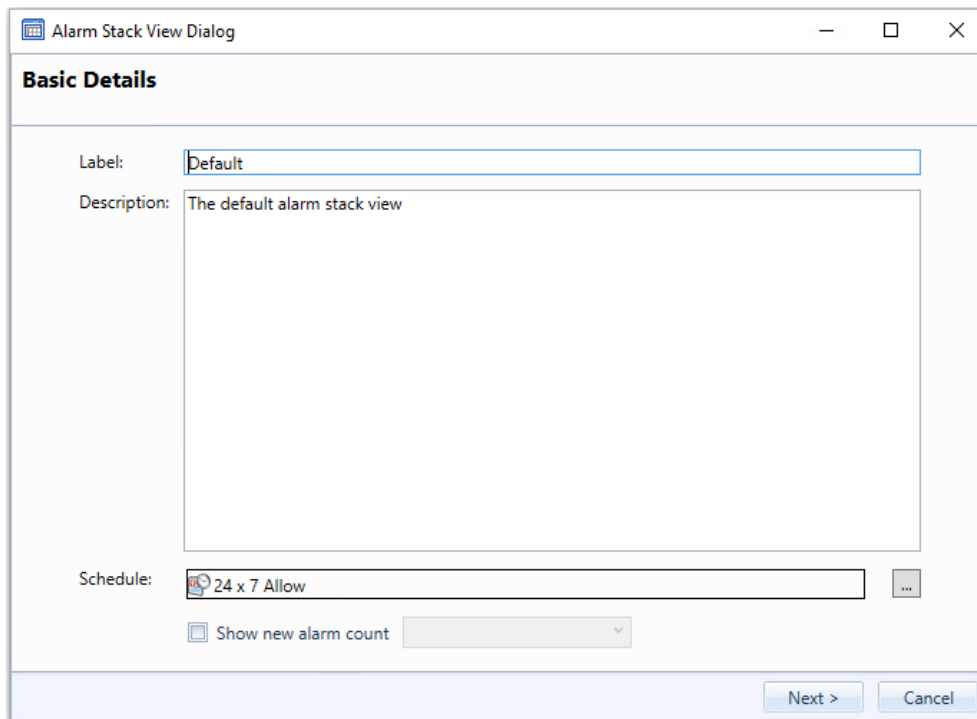 Alarm Stack View Dialog
Basic Details
Label: Default
Description: The default alarm stack view
Schedule: 24 x 7 Allow ...
Show new alarm count
Next > Cancel